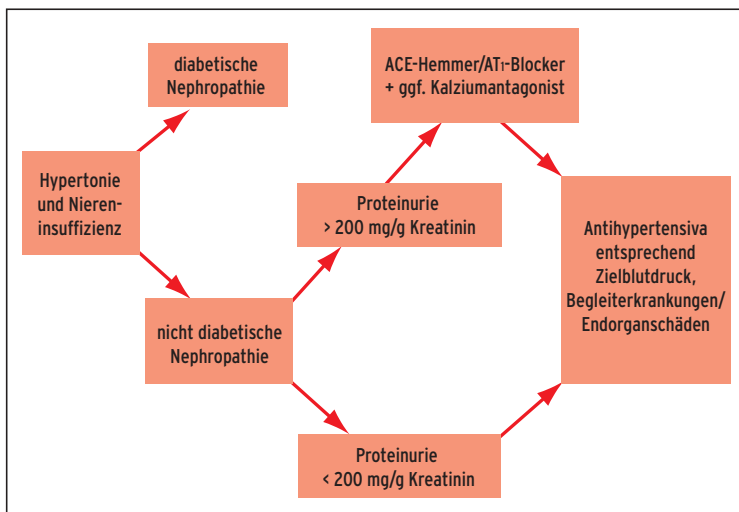 diabetische
Nephropathie
ACE-Hemmer/AT₁-Blocker
+ ggf. Kalziumantagonist
Hypertonie
und Nieren-
insuffizienz
Proteinurie
> 200 mg/g Kreatinin
Antihypertensiva
entsprechend
Zielblutdruck,
Begleiterkrankungen/
Endorganschäden
nicht diabetische
Nephropathie
Proteinurie
< 200 mg/g Kreatinin